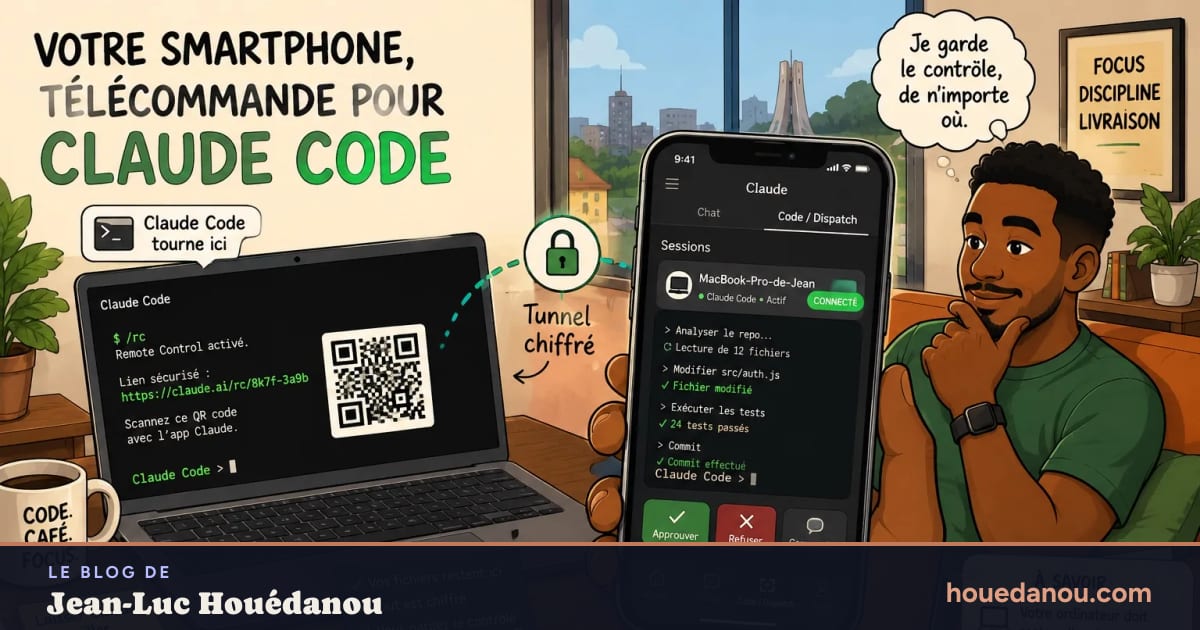 VOTRE SMARTPHONE,
TÉLÉCOMMANDE POUR
CLAUDE CODE
>_ Claude Code
tourne ici
Claude Code
$ /rc
Remote Control activé.
Lien sécurisé :
https://claude.ai/rc/8k7f-3a9b
Scannez ce QR code
avec l'app Claude.
Claude Code >
CODE.
CAFÉ.
FOCUS.
Tunnel
chiffré
9:41
Claude
Chat
Code / Dispatch
Sessions
MacBook-Pro-de-Jean
Claude Code • Actif
CONNECTÉ
> Analyser le repo...
Lecture de 12 fichiers
> Modifier src/auth.js
✓ Fichier modifié
> Exécuter les tests
✓ 24 tests passés
> Commit
✓ Commit effectué
Claude Code >
Approuver
Refuser
Je garde
le contrôle,
de n'importe
où.
FOCUS
DISCIPLINE
LIVRAISON
LE BLOG DE
Jean-Luc Houédanou
houedanou.com
À SAVOIR
Votre ordinateur doit